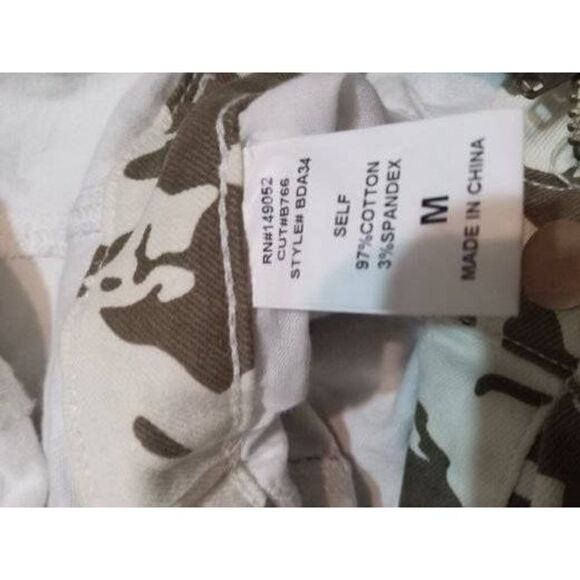 RN#149052
CUT#B766
STYLE# BDA34
SELF
97%COTTON
3%SPANDEX
M
MADE IN CHINA